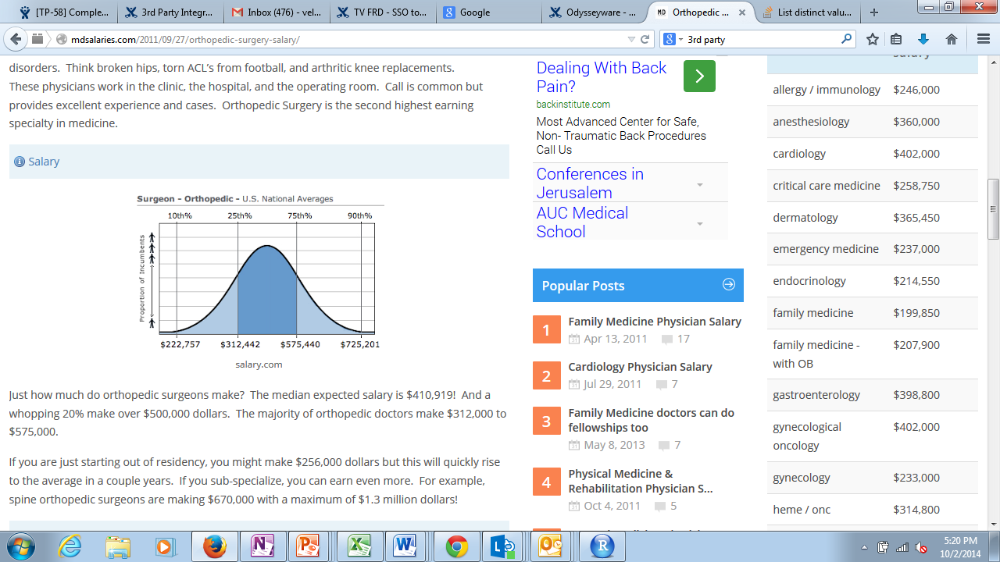 [TP-58] Comple...
3rd Party Integr...
Inbox (476) - vel...
TV FRD - SSO to...
Google
Odysseyware - ...
MD Orthopedic ...
List distinct valu...
mdsalaries.com/2011/09/27/orthopedic-surgery-salary/
3rd party
disorders. Think broken hips, torn ACL's from football, and arthritic knee replacements.
These physicians work in the clinic, the hospital, and the operating room. Call is common but
provides excellent experience and cases. Orthopedic Surgery is the second highest earning
specialty in medicine.
Salary
Surgeon - Orthopedic - U.S. National Averages
10th% 25th% 75th% 90th%
Proportion of Incumbents
$222,757 $312,442 $575,440 $725,201
salary.com
Just how much do orthopedic surgeons make? The median expected salary is $410,919! And a
whopping 20% make over $500,000 dollars. The majority of orthopedic doctors make $312,000 to
$575,000.
If you are just starting out of residency, you might make $256,000 dollars but this will quickly rise
to the average in a couple years. If you sub-specialize, you can earn even more. For example,
spine orthopedic surgeons are making $670,000 with a maximum of $1.3 million dollars!
Dealing With Back
Pain?
backinstitute.com
Most Advanced Center for Safe,
Non- Traumatic Back Procedures
Call Us
Conferences in
Jerusalem
AUC Medical
School
Popular Posts
1 Family Medicine Physician Salary
Apr 13, 2011 17
2 Cardiology Physician Salary
Jul 29, 2011 7
3 Family Medicine doctors can do
fellowships too
May 8, 2013 7
4 Physical Medicine &
Rehabilitation Physician S...
Oct 4, 2011 5
allergy / immunology $246,000
anesthesiology $360,000
cardiology $402,000
critical care medicine $258,750
dermatology $365,450
emergency medicine $237,000
endocrinology $214,550
family medicine $199,850
family medicine - $207,900
with OB
gastroenterology $398,800
gynecological $402,000
oncology
gynecology $233,000
heme / onc $314,800
5:20 PM
10/2/2014